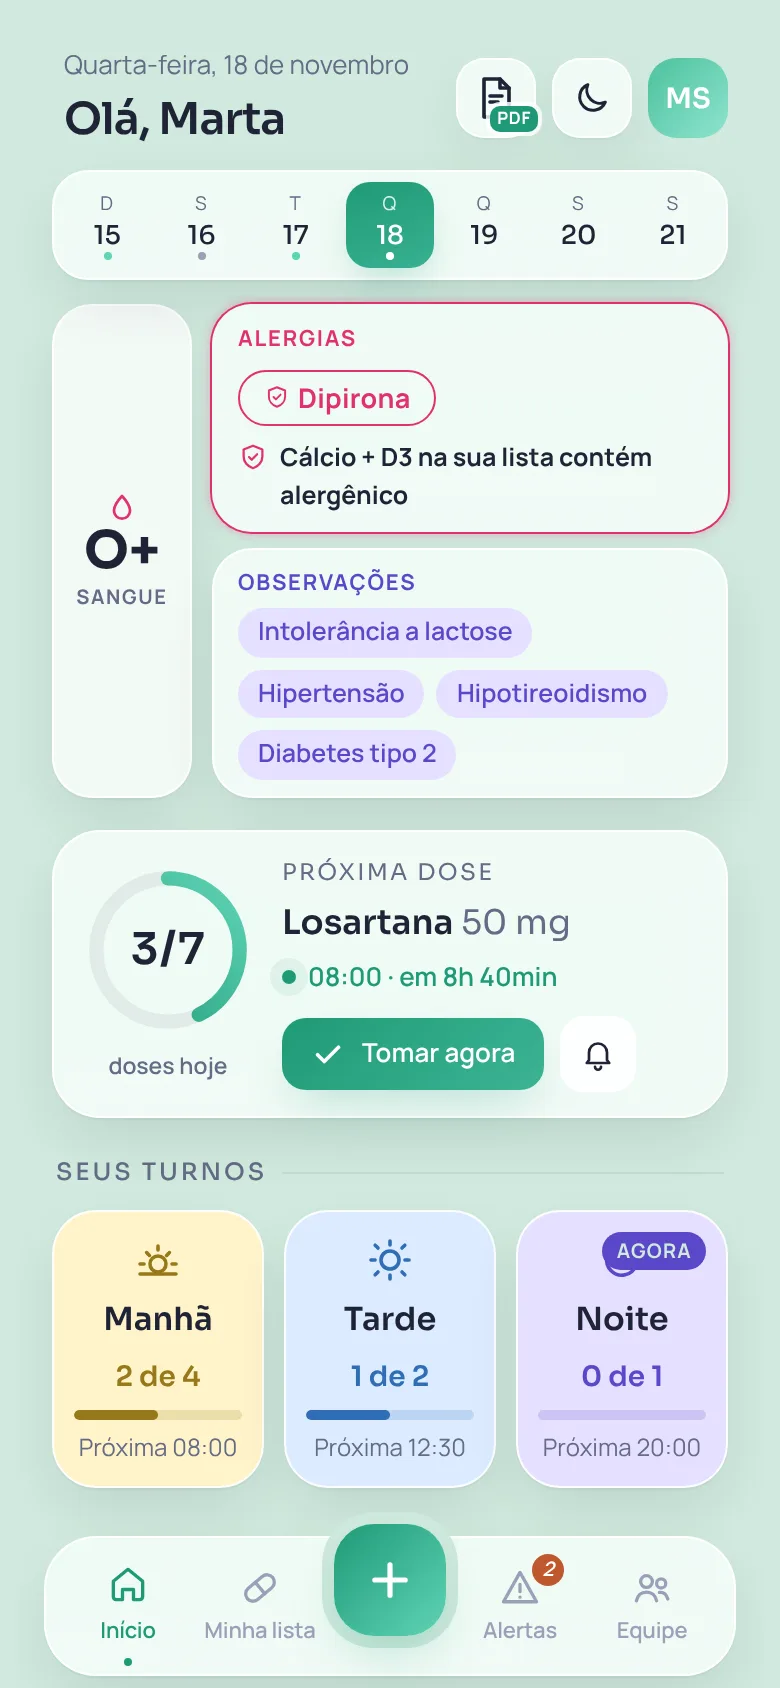 Quarta-feira, 18 de novembro
Olá, Marta
PDF
MS
D S T Q Q S S
15 16 17 18 19 20 21
ALERGIAS
Dipirona
Cálcio + D3 na sua lista contém
alergênico
O+
SANGUE
OBSERVAÇÕES
Intolerância a lactose
Hipertensão Hipotireoidismo
Diabetes tipo 2
3/7
doses hoje
PRÓXIMA DOSE
Losartana 50 mg
08:00 · em 8h 40min
Tomar agora
SEUS TURNOS
Manhã
2 de 4
Próxima 08:00
Tarde
1 de 2
Próxima 12:30
AGORA
Noite
0 de 1
Próxima 20:00
Início
Minha lista
2
Alertas
Equipe